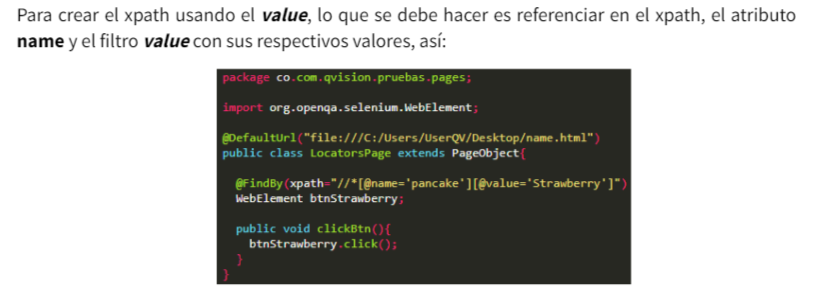 Para crear el xpath usando el value, lo que se debe hacer es referenciar en el xpath, el atributo
name y el filtro value con sus respectivos valores, así:
package co.com.qvision.pruebas.pages;
import org.openqa.selenium.WebElement;
@DefaultUrl("file:///C:/Users/UserQV/Desktop/name.html")
public class LocatorsPage extends PageObject{
@FindBy(xpath="//*[@name='pancake'][@value='Strawberry']")
WebElement btnStrawberry;
public void clickBtn(){
btnStrawberry.click();
}
}